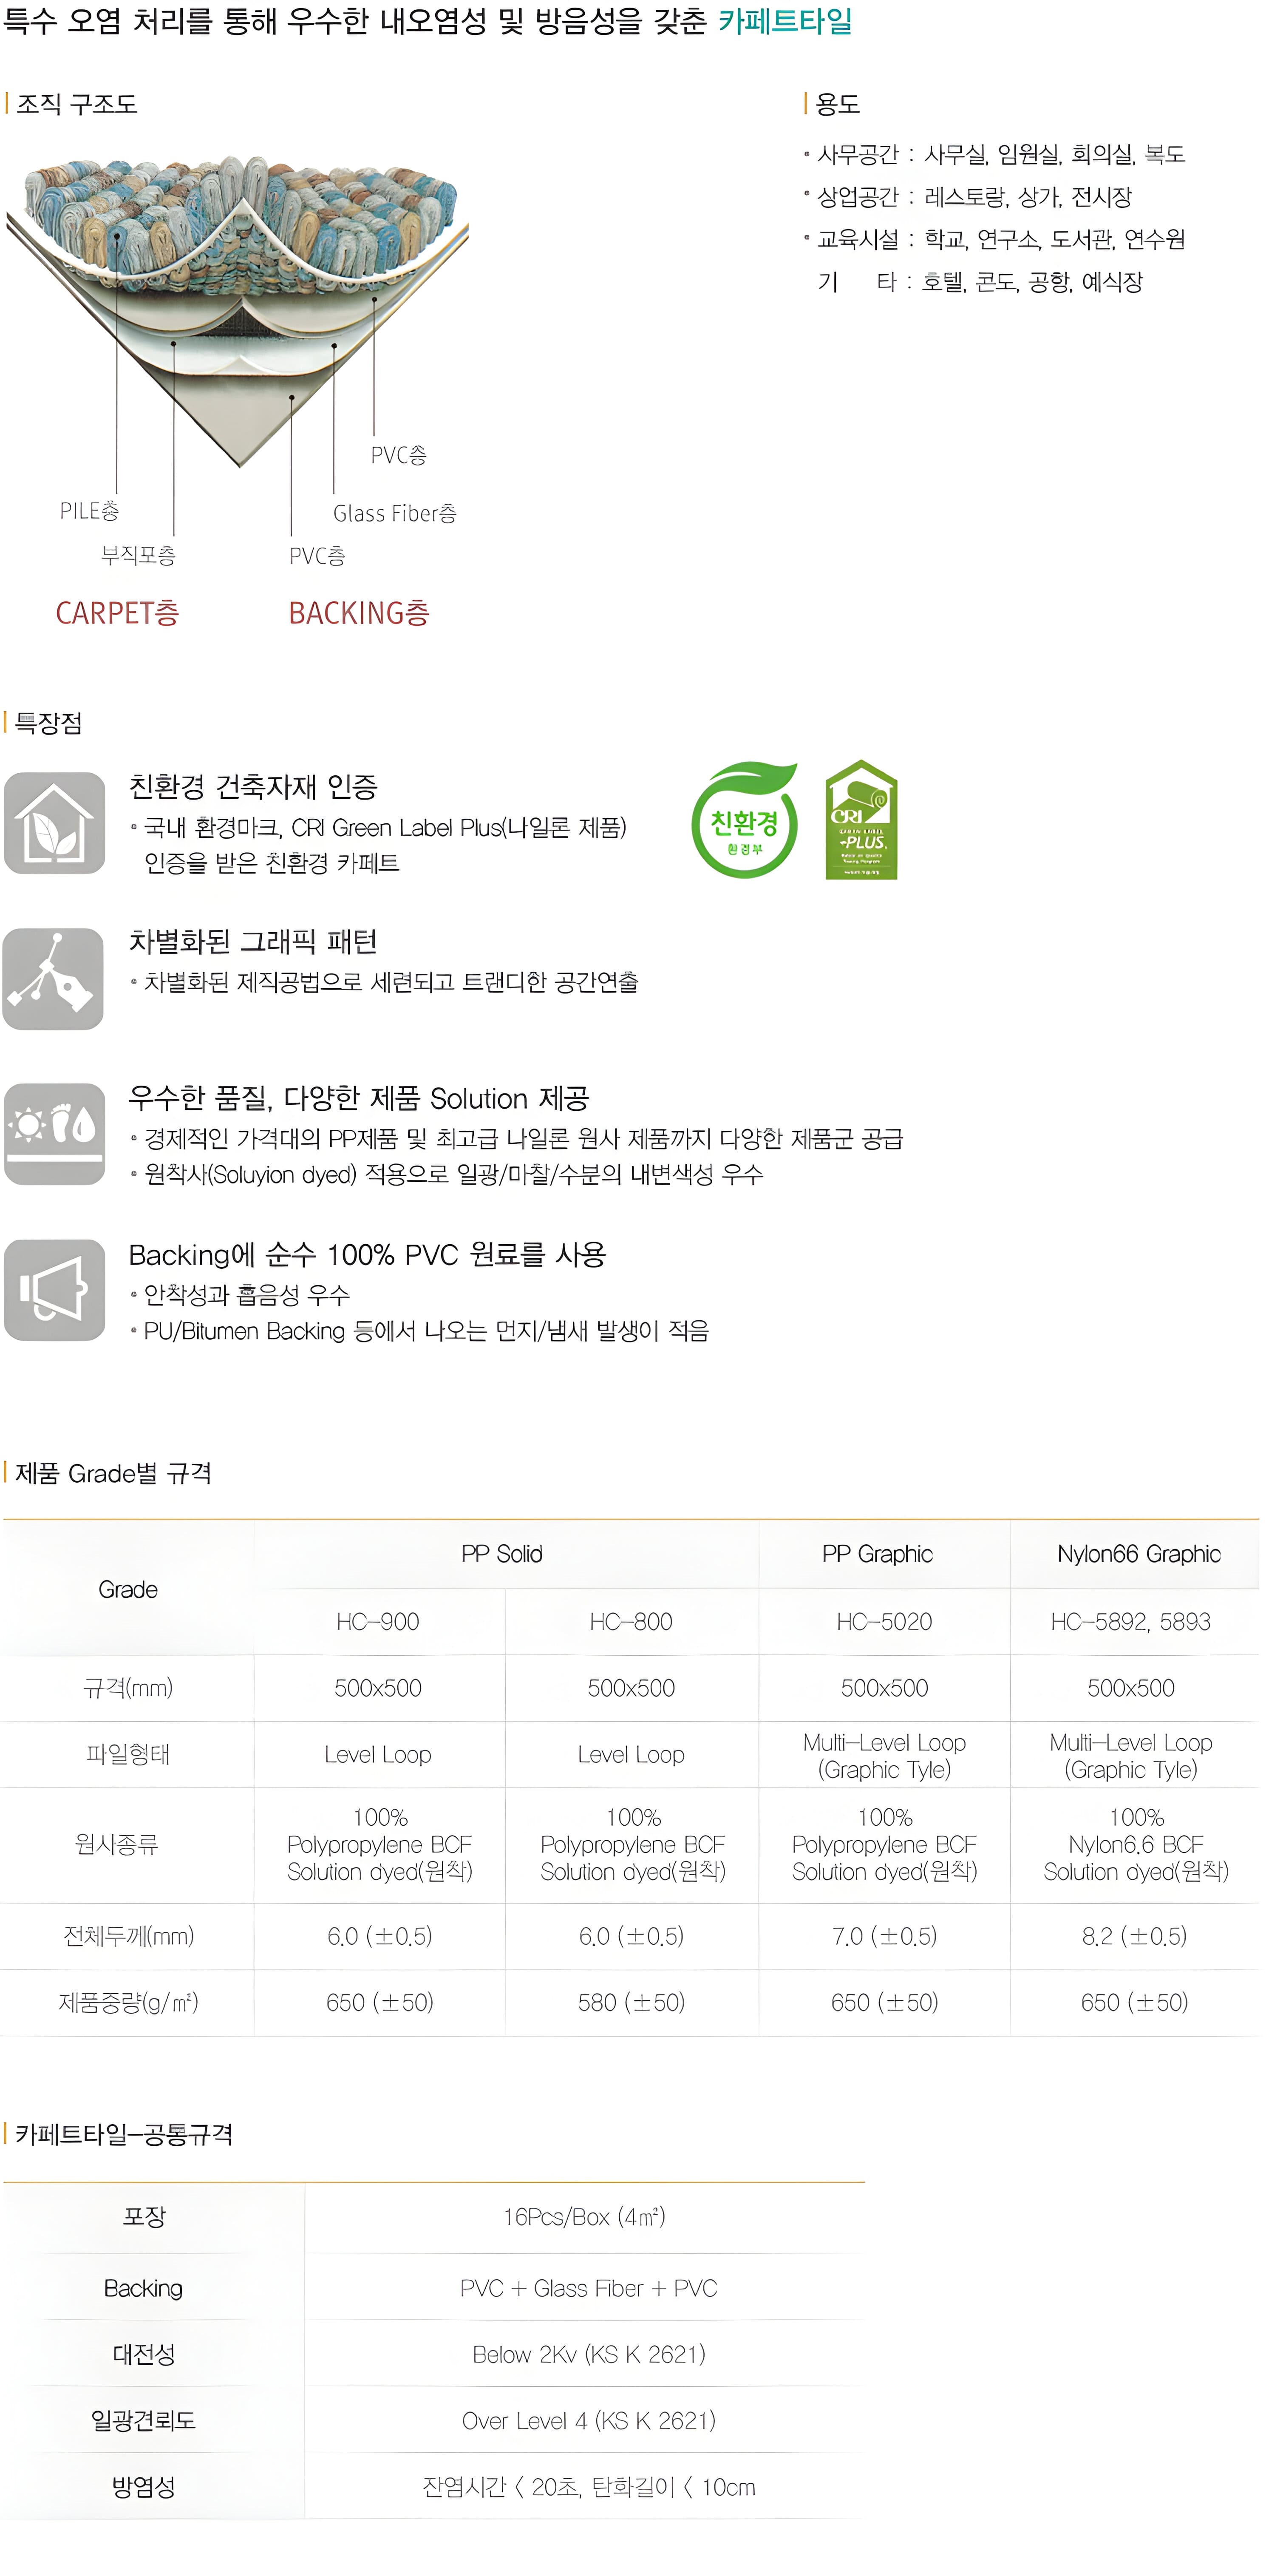 특수 오염 처리를 통해 우수한 내오염성 및 방음성을 갖춘 카페트타일
조직 구조도
PVC층
PILE층
Glass Fiber층
부직포층
PVC층
CARPET층
BACKING층
용도
사무공간 : 사무실, 임원실, 회의실, 복도
상업공간 : 레스토랑, 상가, 전시장
교육시설 : 학교, 연구소, 도서관, 연수원
기 타 : 호텔, 콘도, 공항, 예식장
특장점
친환경 건축자재 인증
국내 환경마크, CRI Green Label Plus(나일론 제품)
인증을 받은 친환경 카페트
친환경
환경부
CRI
GREEN LABEL
PLUS
차별화된 그래픽 패턴
차별화된 제직공법으로 세련되고 트랜디한 공간연출
우수한 품질, 다양한 제품 Solution 제공
경제적인 가격대의 PP제품 및 최고급 나일론 원사 제품까지 다양한 제품군 공급
원착사(Soluyion dyed) 적용으로 일광/마찰/수분의 내변색성 우수
Backing에 순수 100% PVC 원료를 사용
안착성과 흡음성 우수
PU/Bitumen Backing 등에서 나오는 먼지/냄새 발생이 적음
제품 Grade별 규격
Grade
PP Solid
PP Graphic
Nylon66 Graphic
HC-900
HC-800
HC-5020
HC-5892, 5893
규격(mm)
500x500
500x500
500x500
500x500
파일형태
Level Loop
Level Loop
Multi-Level Loop
(Graphic Tyle)
Multi-Level Loop
(Graphic Tyle)
원사종류
100%
Polypropylene BCF
Solution dyed(원착)
100%
Polypropylene BCF
Solution dyed(원착)
100%
Polypropylene BCF
Solution dyed(원착)
100%
Nylon6.6 BCF
Solution dyed(원착)
전체두께(mm)
6.0 (±0.5)
6.0 (±0.5)
7.0 (±0.5)
8.2 (±0.5)
제품중량(g/㎡)
650 (±50)
580 (±50)
650 (±50)
650 (±50)
카페트타일-공통규격
포장
16Pcs/Box (4㎡)
Backing
PVC + Glass Fiber + PVC
대전성
Below 2Kv (KS K 2621)
일광견뢰도
Over Level 4 (KS K 2621)
방염성
잔염시간 < 20초, 탄화길이 < 10cm